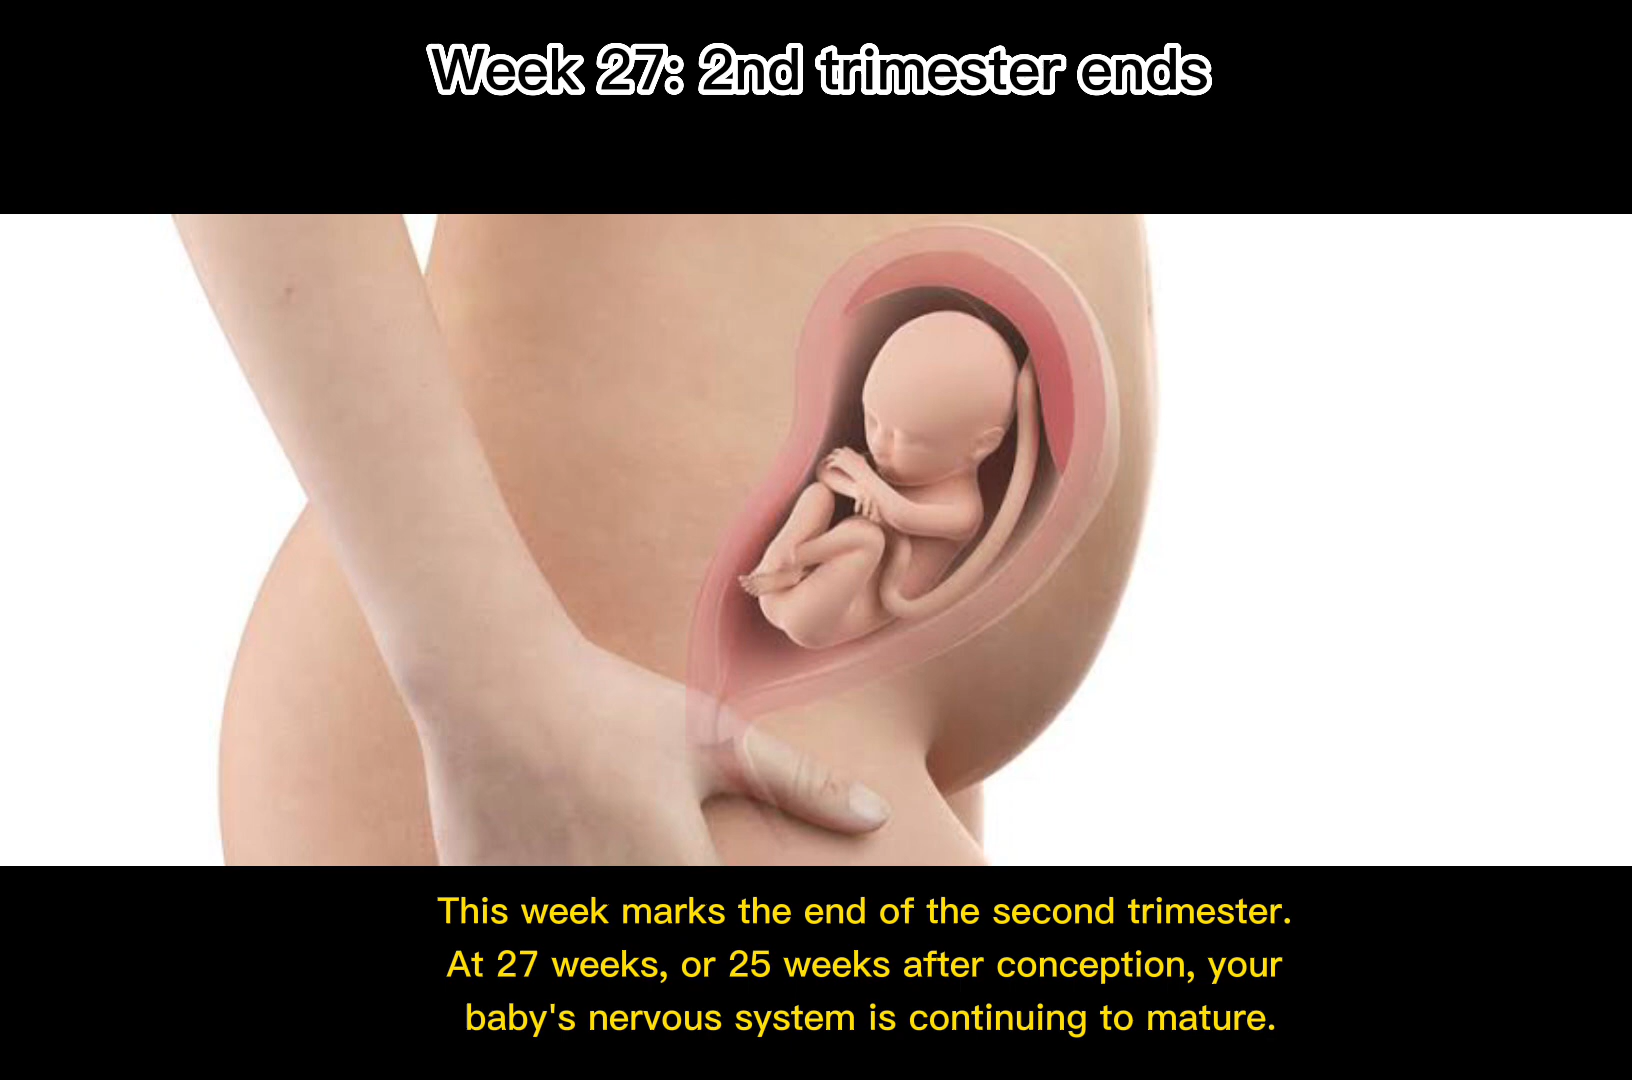 Week 27: 2nd trimester ends
This week marks the end of the second trimester.
At 27 weeks, or 25 weeks after conception, your
baby's nervous system is continuing to mature.